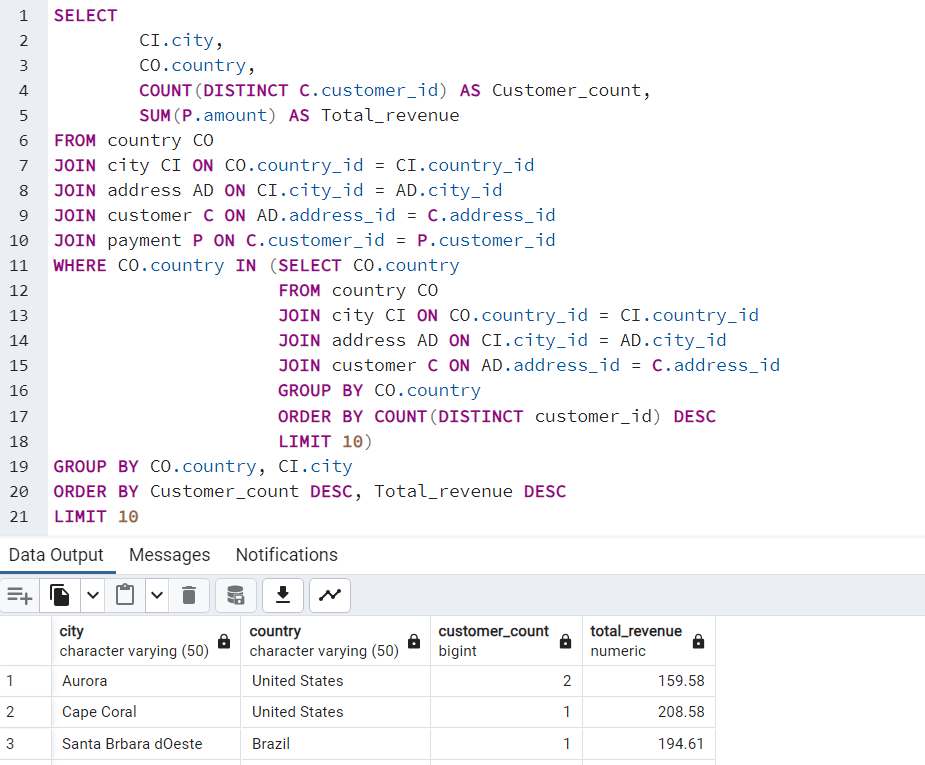 1 SELECT
2 CI.city,
3 CO.country,
4 COUNT(DISTINCT C.customer_id) AS Customer_count,
5 SUM(P.amount) AS Total_revenue
6 FROM country CO
7 JOIN city CI ON CO.country_id = CI.country_id
8 JOIN address AD ON CI.city_id = AD.city_id
9 JOIN customer C ON AD.address_id = C.address_id
10 JOIN payment P ON C.customer_id = P.customer_id
11 WHERE CO.country IN (SELECT CO.country
12 FROM country CO
13 JOIN city CI ON CO.country_id = CI.country_id
14 JOIN address AD ON CI.city_id = AD.city_id
15 JOIN customer C ON AD.address_id = C.address_id
16 GROUP BY CO.country
17 ORDER BY COUNT(DISTINCT customer_id) DESC
18 LIMIT 10)
19 GROUP BY CO.country, CI.city
20 ORDER BY Customer_count DESC, Total_revenue DESC
21 LIMIT 10
Data Output Messages Notifications
city country customer_count total_revenue
character varying (50) character varying (50) bigint numeric
1 Aurora United States 2 159.58
2 Cape Coral United States 1 208.58
3 Santa Brbara dOeste Brazil 1 194.61